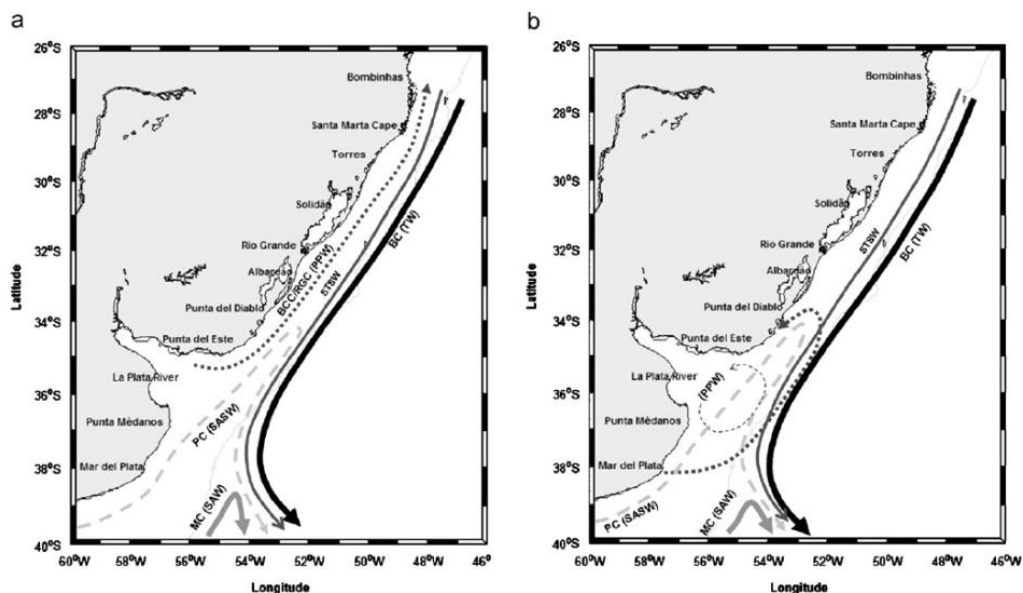 a
26°S
28°S
30°S
32°S
34°S
36°S
38°S
40°S
Latitude
60°W
56°W
54°W
52°W
50°W
48°W
46°
Longitude
Bombinhas
Santa Marta Cape
Torres
Solidão
Rio Grande
Albardão
Punta del Diablo
Punta del Este
La Plata River
Punta Médanos
Mar del Plata
BCC/RGC (PPW)
STSW
BC (TW)
PC (SASW)
MC (SAW)
b
26°S
28°S
30°S
32°S
34°S
36°S
38°S
40°S
Latitude
60°W
56°W
54°W
52°W
50°W
48°W
46°W
Longitude
Bombinhas
Santa Marta Cape
Torres
Solidão
Rio Grande
Albardão
Punta del Diablo
Punta del Este
La Plata River
Punta Médanos
Mar del Plata
STSW
BC (TW)
(PPW)
PC (SASW)
MC (SAW)